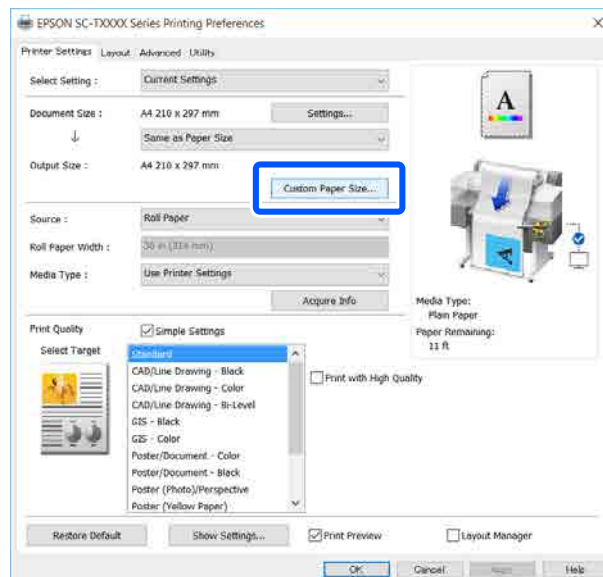 EPSON SC-TXXXX Series Printing Preferences
Printer Settings Layout Advanced Utility
Select Setting : Current Settings
Document Size : A4 210 x 297 mm Settings...
Same as Paper Size
Output Size : A4 210 x 297 mm
Custom Paper Size...
Source : Roll Paper
Roll Paper Width :
Media Type : Use Printer Settings
Acquire Info
A
A
Media Type:
Plain Paper
Paper Remaining:
11 ft
Print Quality Simple Settings
Select Target Standard
CAD/Line Drawing - Black
CAD/Line Drawing - Color
CAD/Line Drawing - Bi-Level
GIS - Black
GIS - Color
Poster/Document - Color
Poster/Document - Black
Poster (Photo)/Perspective
Poster (Yellow Paper)
Print with High Quality
Restore Default Show Settings... Print Preview Layout Manager
OK Cancel Help